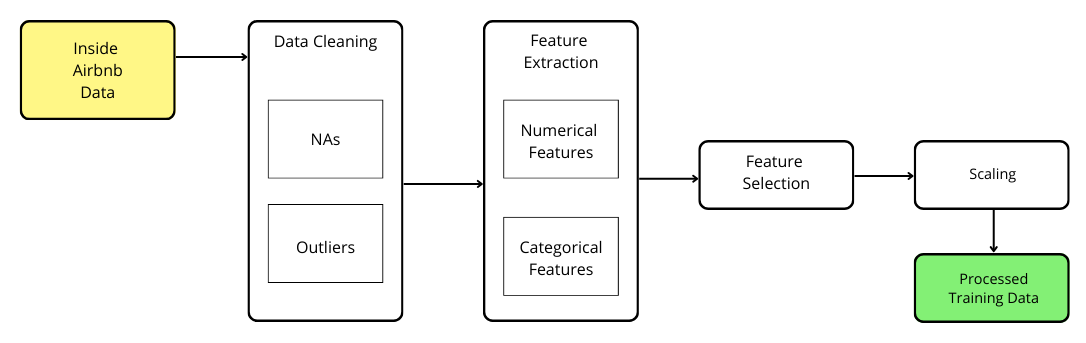 Inside
Airbnb
Data
Data Cleaning
NAs
Outliers
Feature
Extraction
Numerical
Features
Categorical
Features
Feature
Selection
Scaling
Processed
Training Data